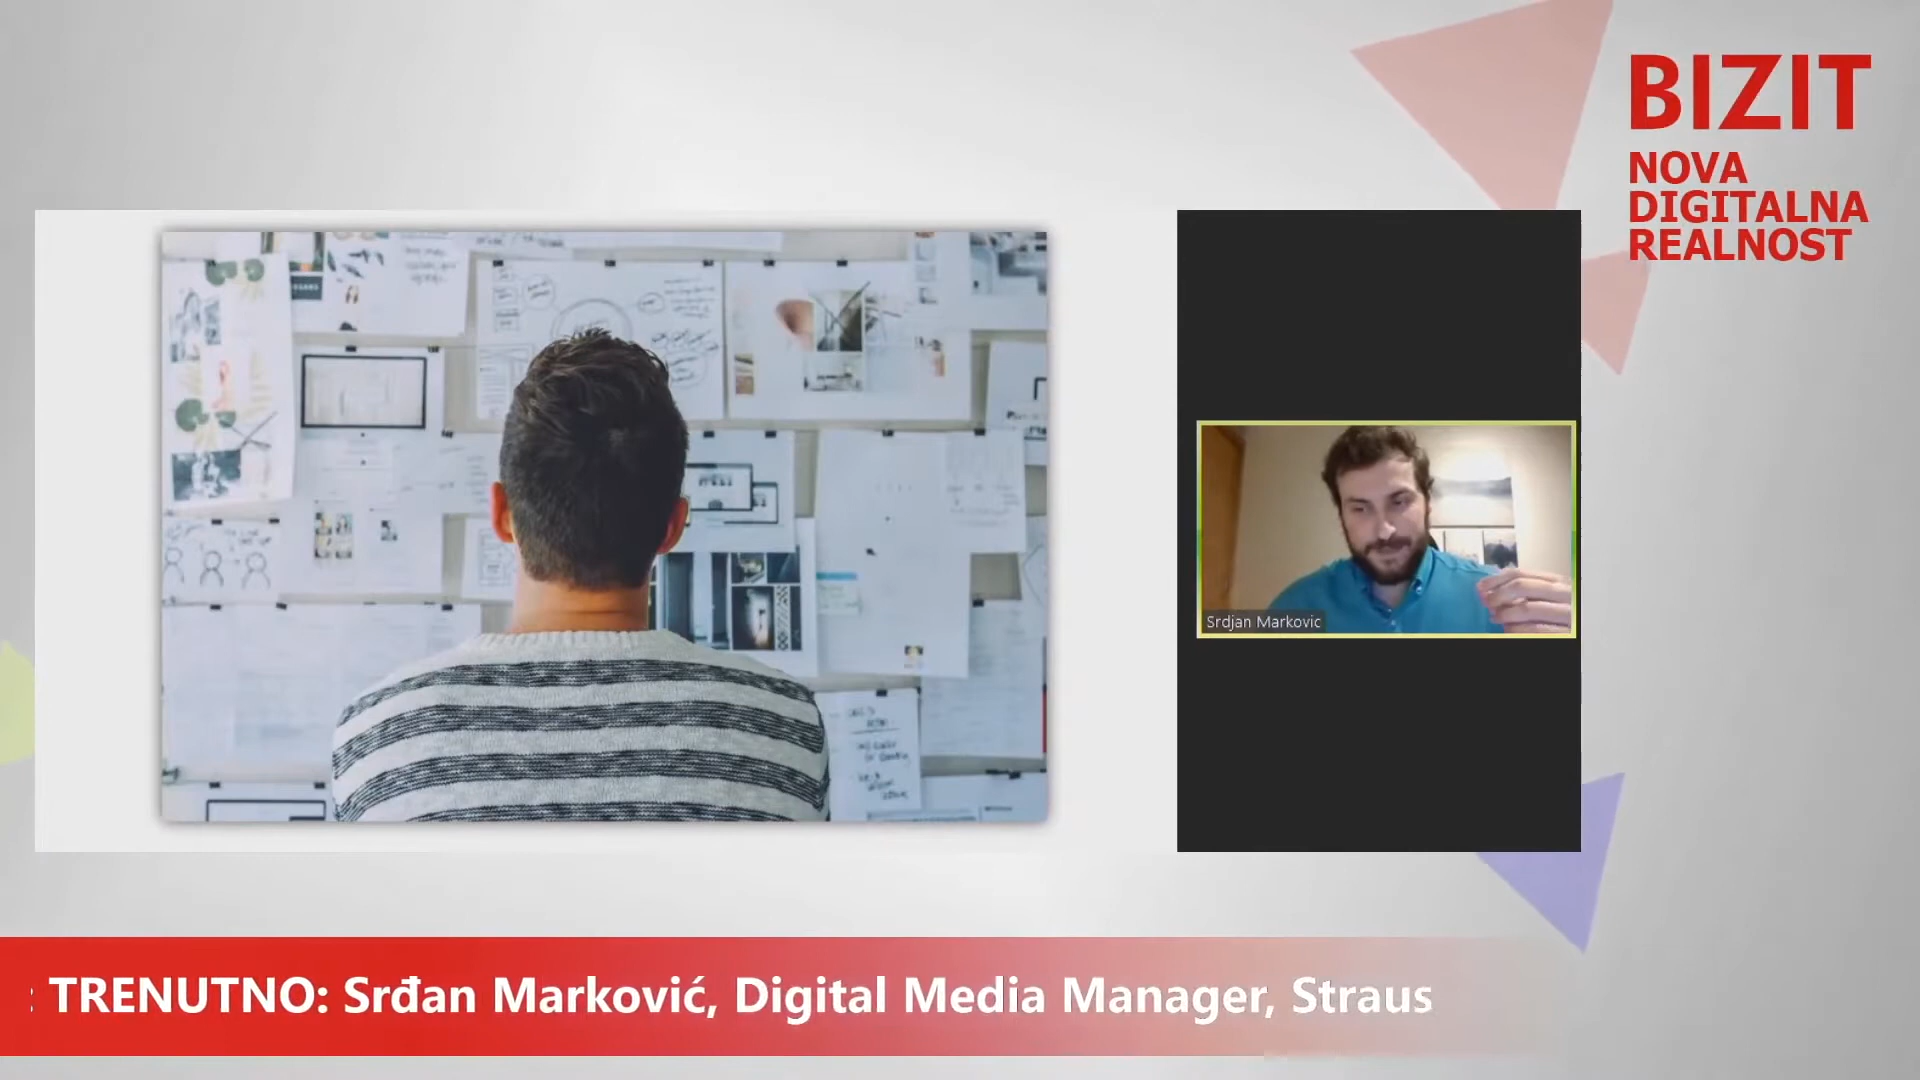 BIZIT
NOVA
DIGITALNA
REALNOST
Srdjan Markovic
: TRENUTNO: Srđan Marković, Digital Media Manager, Straus